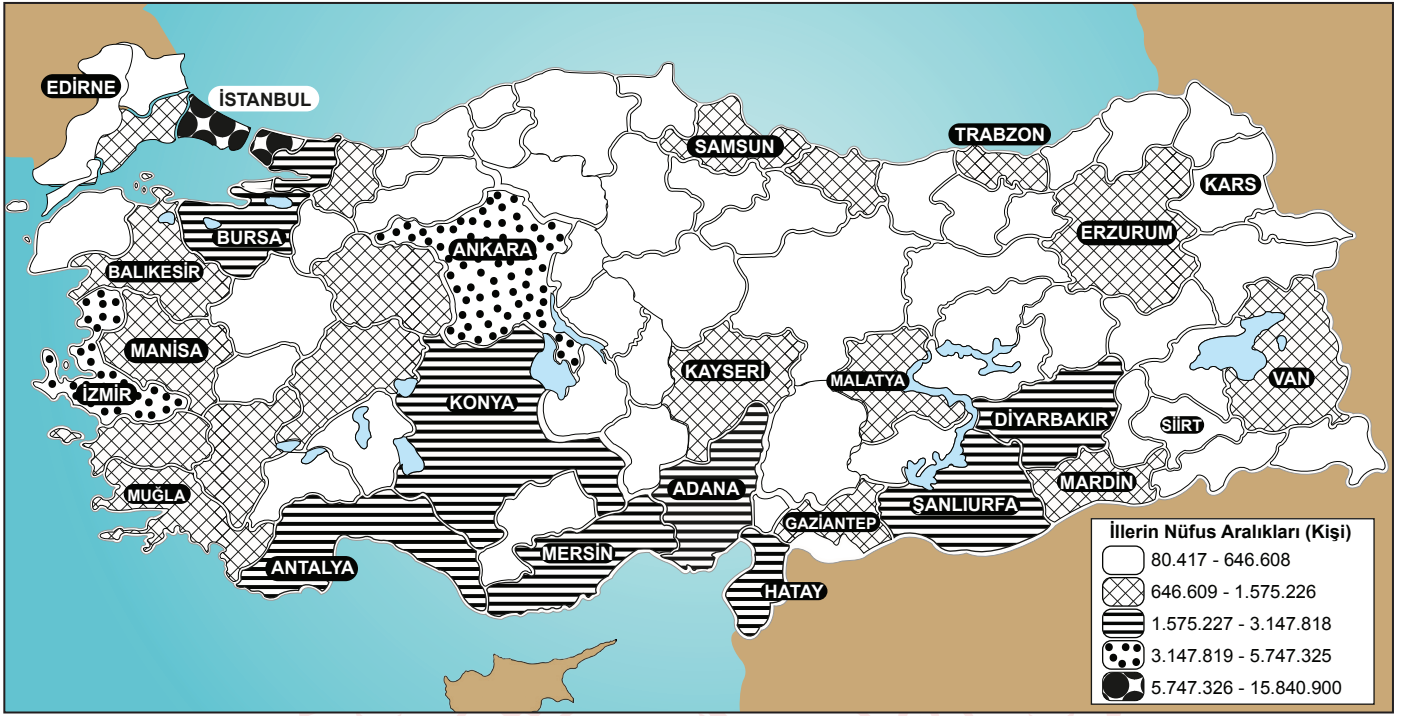 EDİRNE
İSTANBUL
SAMSUN
TRABZON
KARS
BURSA
ANKARA
ERZURUM
BALIKESİR
MANİSA
KAYSERİ
MALATYA
VAN
İZMİR
KONYA
DİYARBAKIR
SİİRT
MUĞLA
ADANA
MARDİN
GAZİANTEP
ŞANLIURFA
ANTALYA
MERSİN
HATAY
İllerin Nüfus Aralıkları (Kişi)
80.417 - 646.608
646.609 - 1.575.226
1.575.227 - 3.147.818
3.147.819 - 5.747.325
5.747.326 - 15.840.900